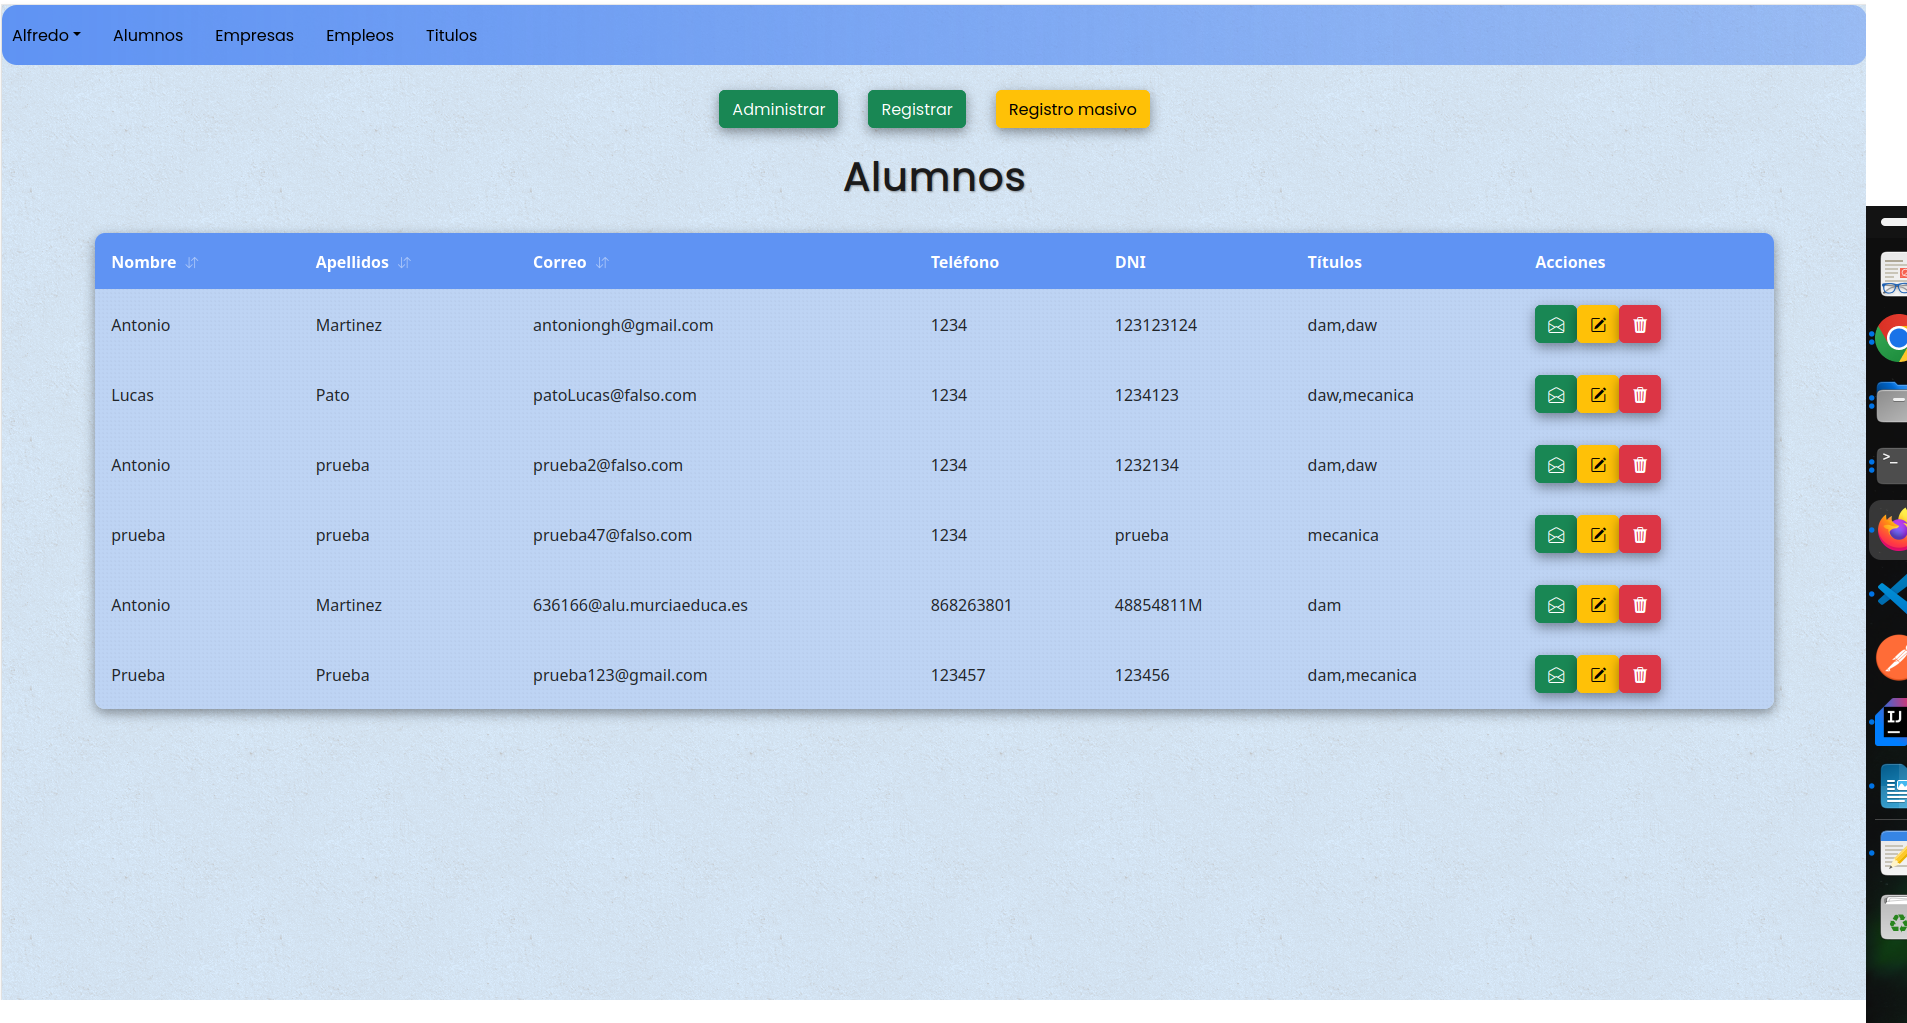 Alfredo Alumnos Empresas Empleos Titulos
Administrar Registrar Registro masivo
Alumnos
Nombre Apellidos Correo Teléfono DNI Títulos Acciones
Antonio Martinez antoniongh@gmail.com 1234 123123124 dam,daw
Lucas Pato patoLucas@falso.com 1234 1234123 daw,mecanica
Antonio prueba prueba2@falso.com 1234 1232134 dam,daw
prueba prueba prueba47@falso.com 1234 prueba mecanica
Antonio Martinez 636166@alu.murciaeduca.es 868263801 48854811M dam
Prueba Prueba prueba123@gmail.com 123457 123456 dam,mecanica
>_
IJ